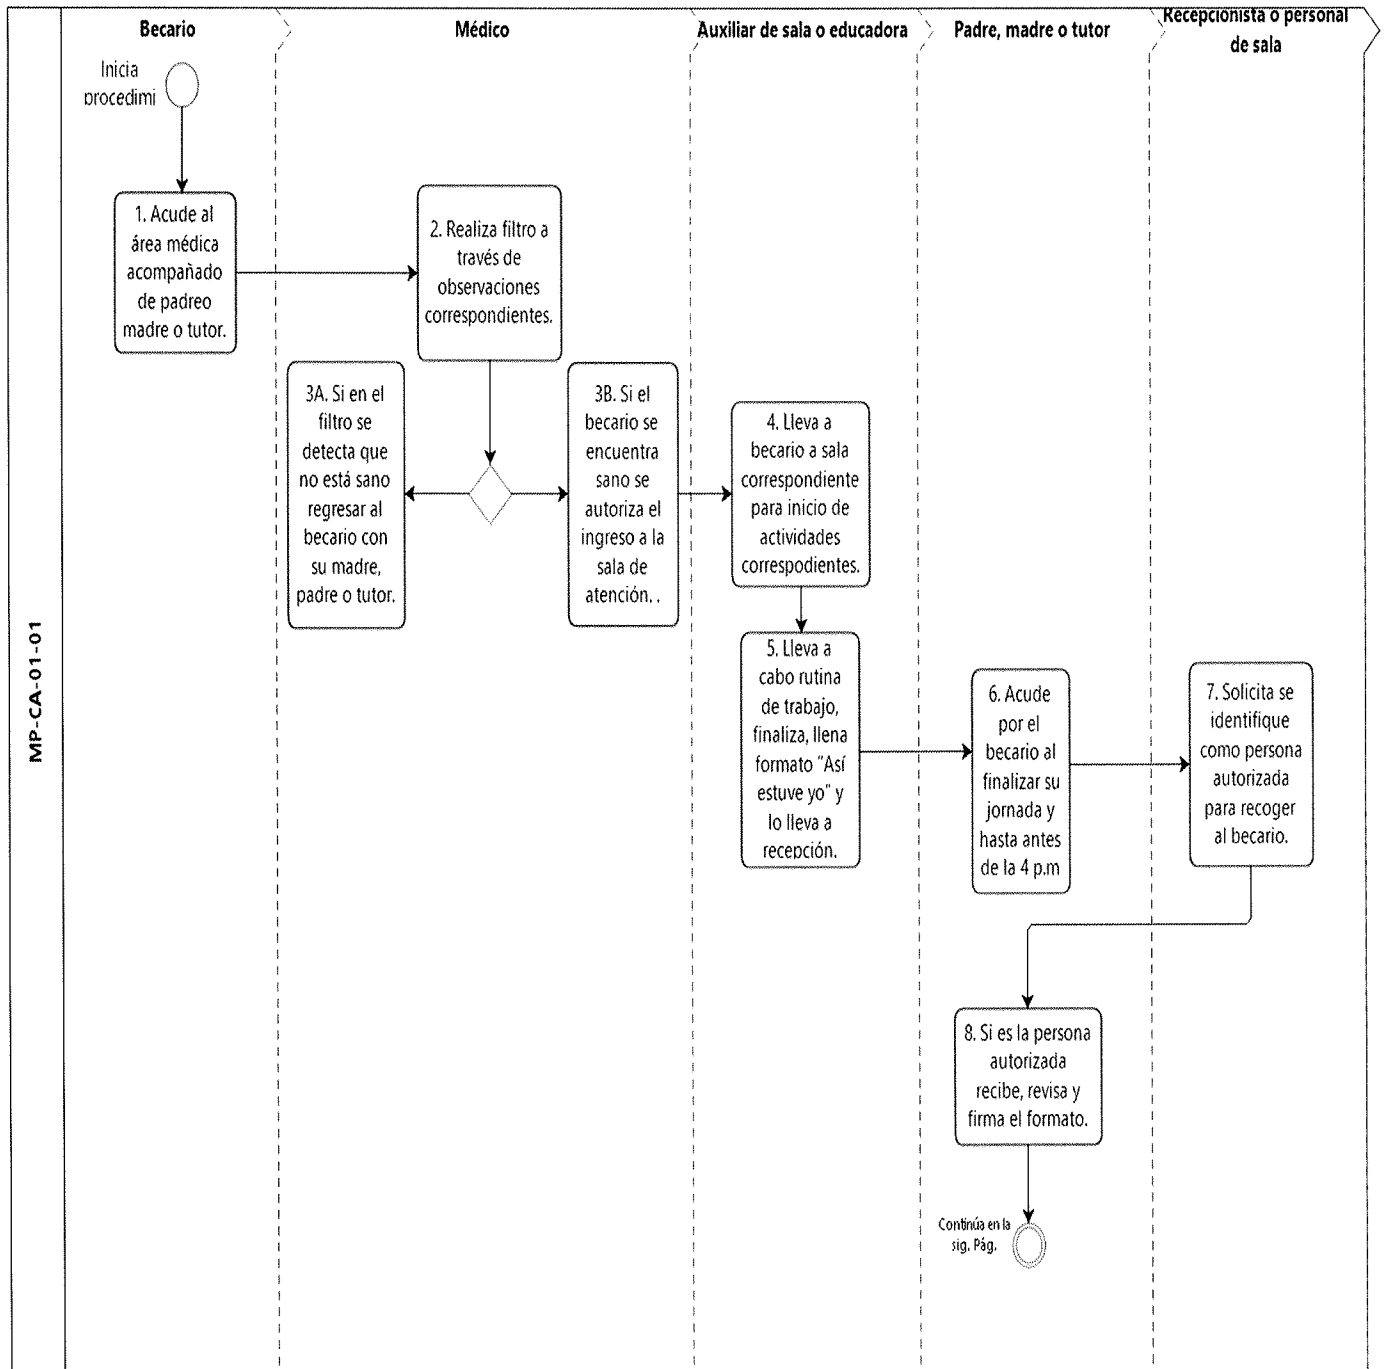 Becario
Médico
Auxiliar de sala o educadora
Padre, madre o tutor
Recepcionista o personal
de sala
Inicia
procedimi
1. Acude al
área médica
acompañado
de padreo
madre o tutor.
2. Realiza filtro a
través de
observaciones
correspondientes.
3A. Si en el
filtro se
detecta que
no está sano
regresar al
becario con
su madre,
padre o tutor.
3B. Si el
becario se
encuentra
sano se
autoriza el
ingreso a la
sala de
atención. .
4. Lleva a
becario a sala
correspondiente
para inicio de
actividades
correspodientes.
5. Lleva a
cabo rutina
de trabajo,
finaliza, llena
formato "Así
estuve yo" y
lo lleva a
recepción.
6. Acude
por el
becario al
finalizar su
jornada y
hasta antes
de la 4 p.m
7. Solicita se
identifique
como persona
autorizada
para recoger
al becario.
8. Si es la persona
autorizada
recibe, revisa y
firma el formato.
Continúa en la
sig. Pág.
MP-CA-01-01